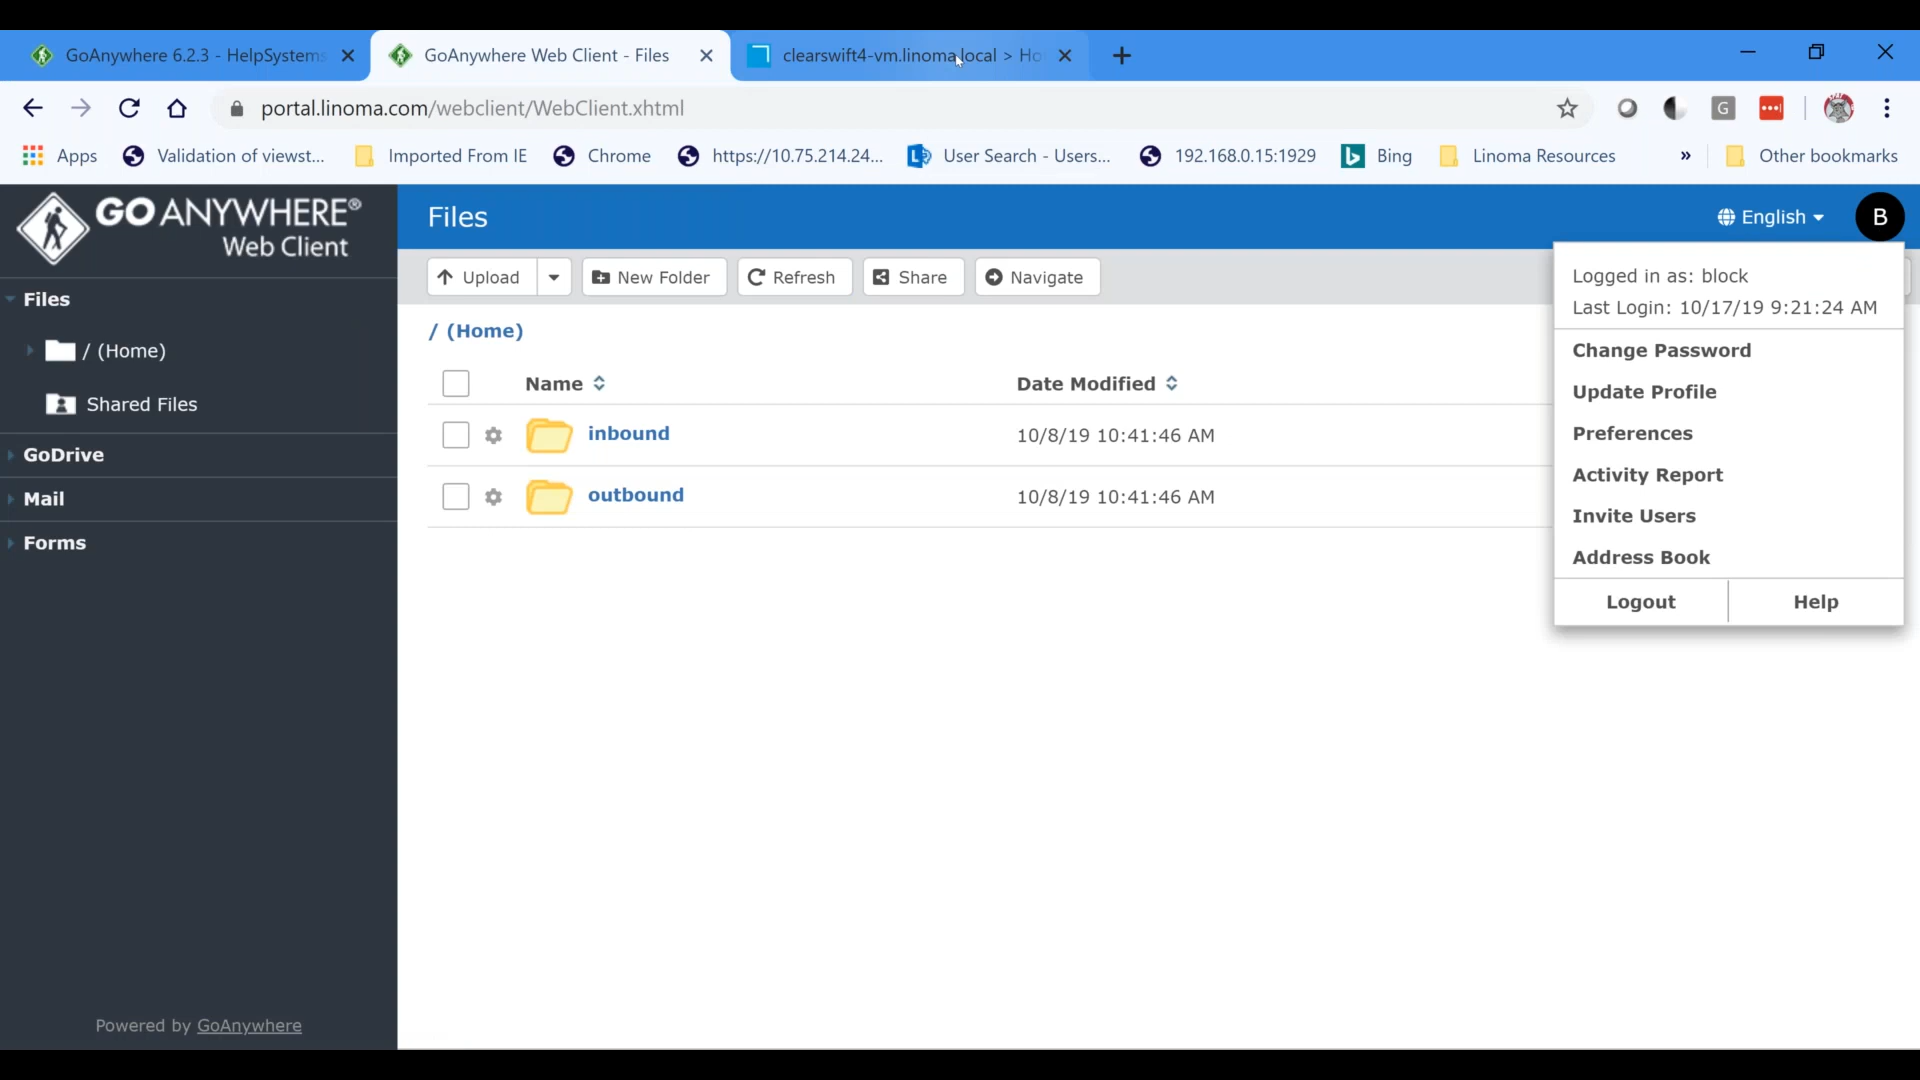 GoAnywhere 6.2.3 - HelpSystems
GoAnywhere Web Client - Files
clearswift4-vm.linoma.local > Ho
portal.linoma.com/webclient/WebClient.xhtml
G
Apps
Validation of viewst...
Imported From IE
Chrome
https://10.75.214.24...
User Search - Users...
192.168.0.15:1929
Bing
Linoma Resources
»
Other bookmarks
GO ANYWHERE®
Web Client
Files
English
B
Upload
New Folder
Refresh
Share
Navigate
Logged in as: block
Last Login: 10/17/19 9:21:24 AM
Change Password
Update Profile
Preferences
Activity Report
Invite Users
Address Book
Logout
Help
Files
/ (Home)
Shared Files
GoDrive
Mail
Forms
/ (Home)
Name
Date Modified
inbound
10/8/19 10:41:46 AM
outbound
10/8/19 10:41:46 AM
Powered by GoAnywhere